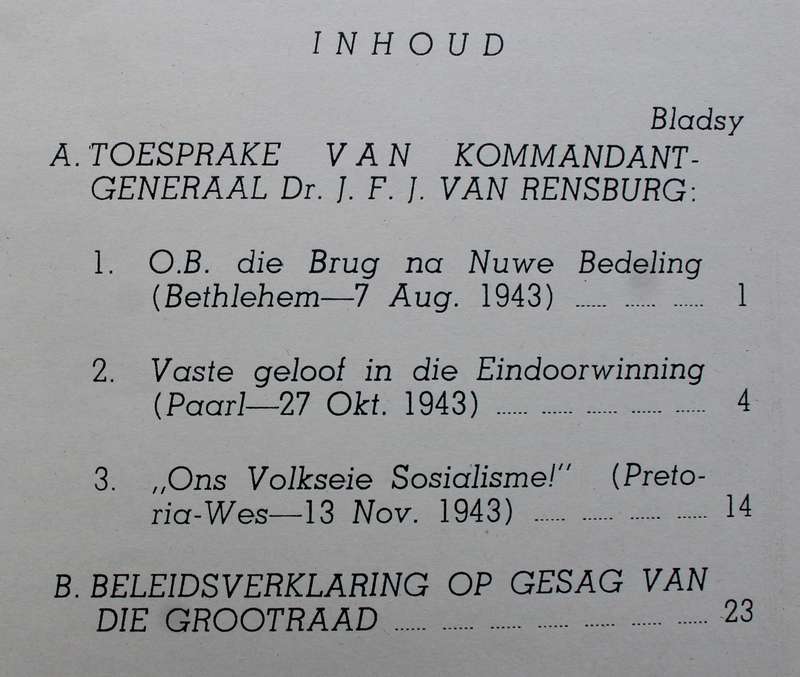 INHOUD
Bladsy
A. TOESPRAKE VAN KOMMANDANT-
GENERAAL Dr. J. F. J. VAN RENSBURG:
1. O.B. die Brug na Nuwe Bedeling
(Bethlehem—7 Aug. 1943) ...... ...... ...... 1
2. Vaste geloof in die Eindoorwinning
(Paarl—27 Okt. 1943) ...... ...... ...... ...... ...... 4
3. „Ons Volkseie Sosialisme!" (Preto-
ria-Wes—13 Nov. 1943) ...... ...... ...... ...... 14
B. BELEIDSVERKLARING OP GESAG VAN
DIE GROOTRAAD ...... ...... ...... ...... ...... ...... ...... 23